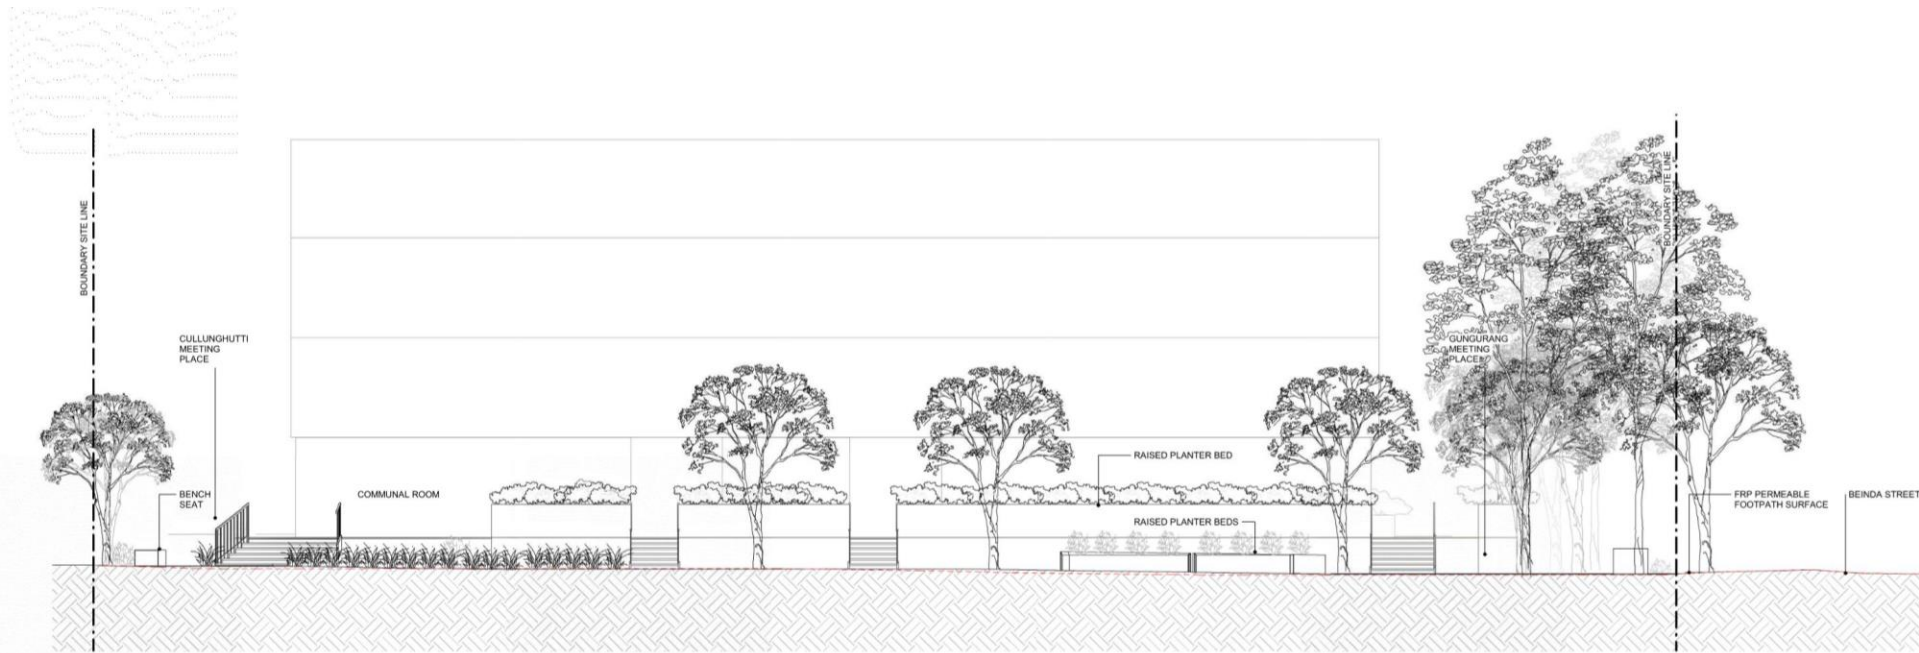 BOUNDARY SITE LINE
CULLUNGHUTTI
MEETING
PLACE
BENCH
SEAT
COMMUNAL ROOM
RAISED PLANTER BED
RAISED PLANTER BEDS
GUNGURANG
MEETING
PLACE
BOUNDARY SITE LINE
FRP PERMEABLE
FOOTPATH SURFACE
BEINDA STREET